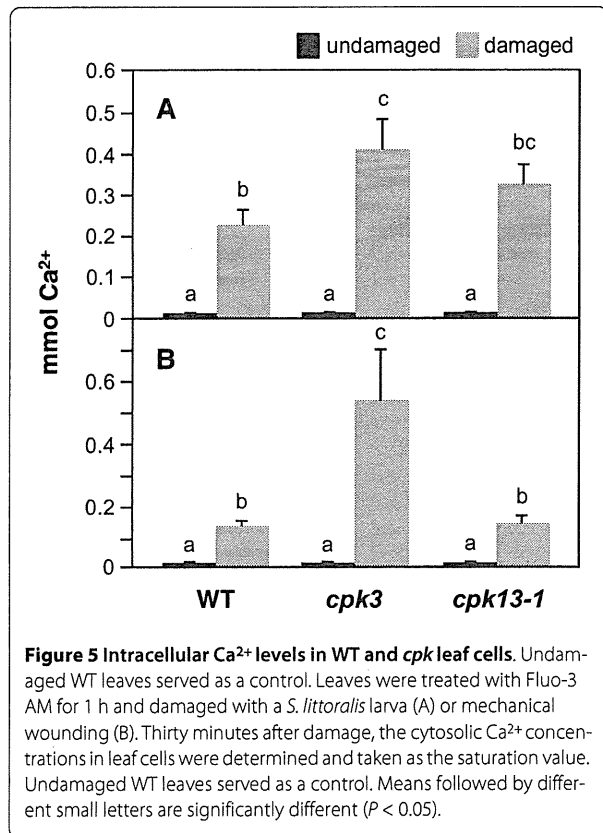 undamaged damaged
0.6
A
c
0.5
bc
0.4
b
0.3
0.2
0.1
a a a
0
mmol Ca²⁺
B
c
0.6
0.4
b b
0.2
a a a
0
WT cpk3 cpk13-1
Figure 5 Intracellular Ca²⁺ levels in WT and cpk leaf cells. Undam-
aged WT leaves served as a control. Leaves were treated with Fluo-3
AM for 1 h and damaged with a S. littoralis larva (A) or mechanical
wounding (B). Thirty minutes after damage, the cytosolic Ca²⁺ concen-
trations in leaf cells were determined and taken as the saturation value.
Undamaged WT leaves served as a control. Means followed by differ-
ent small letters are significantly different (P < 0.05).